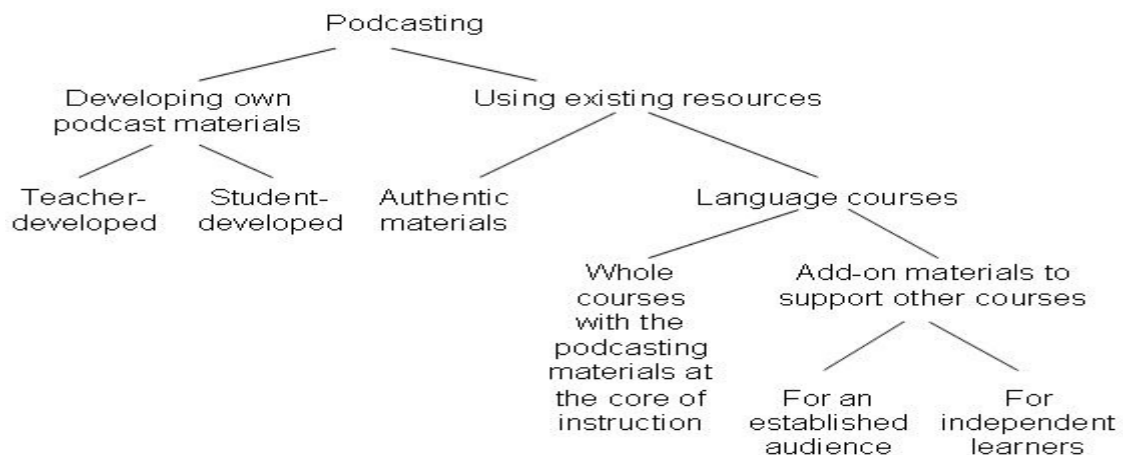 Podcasting
Developing own
podcast materials
Using existing resources
Teacher-
developed
Student-
developed
Authentic
materials
Language courses
Whole
courses
with the
podcasting
materials at
the core of
instruction
Add-on materials to
support other courses
For an
established
audience
For
independent
learners